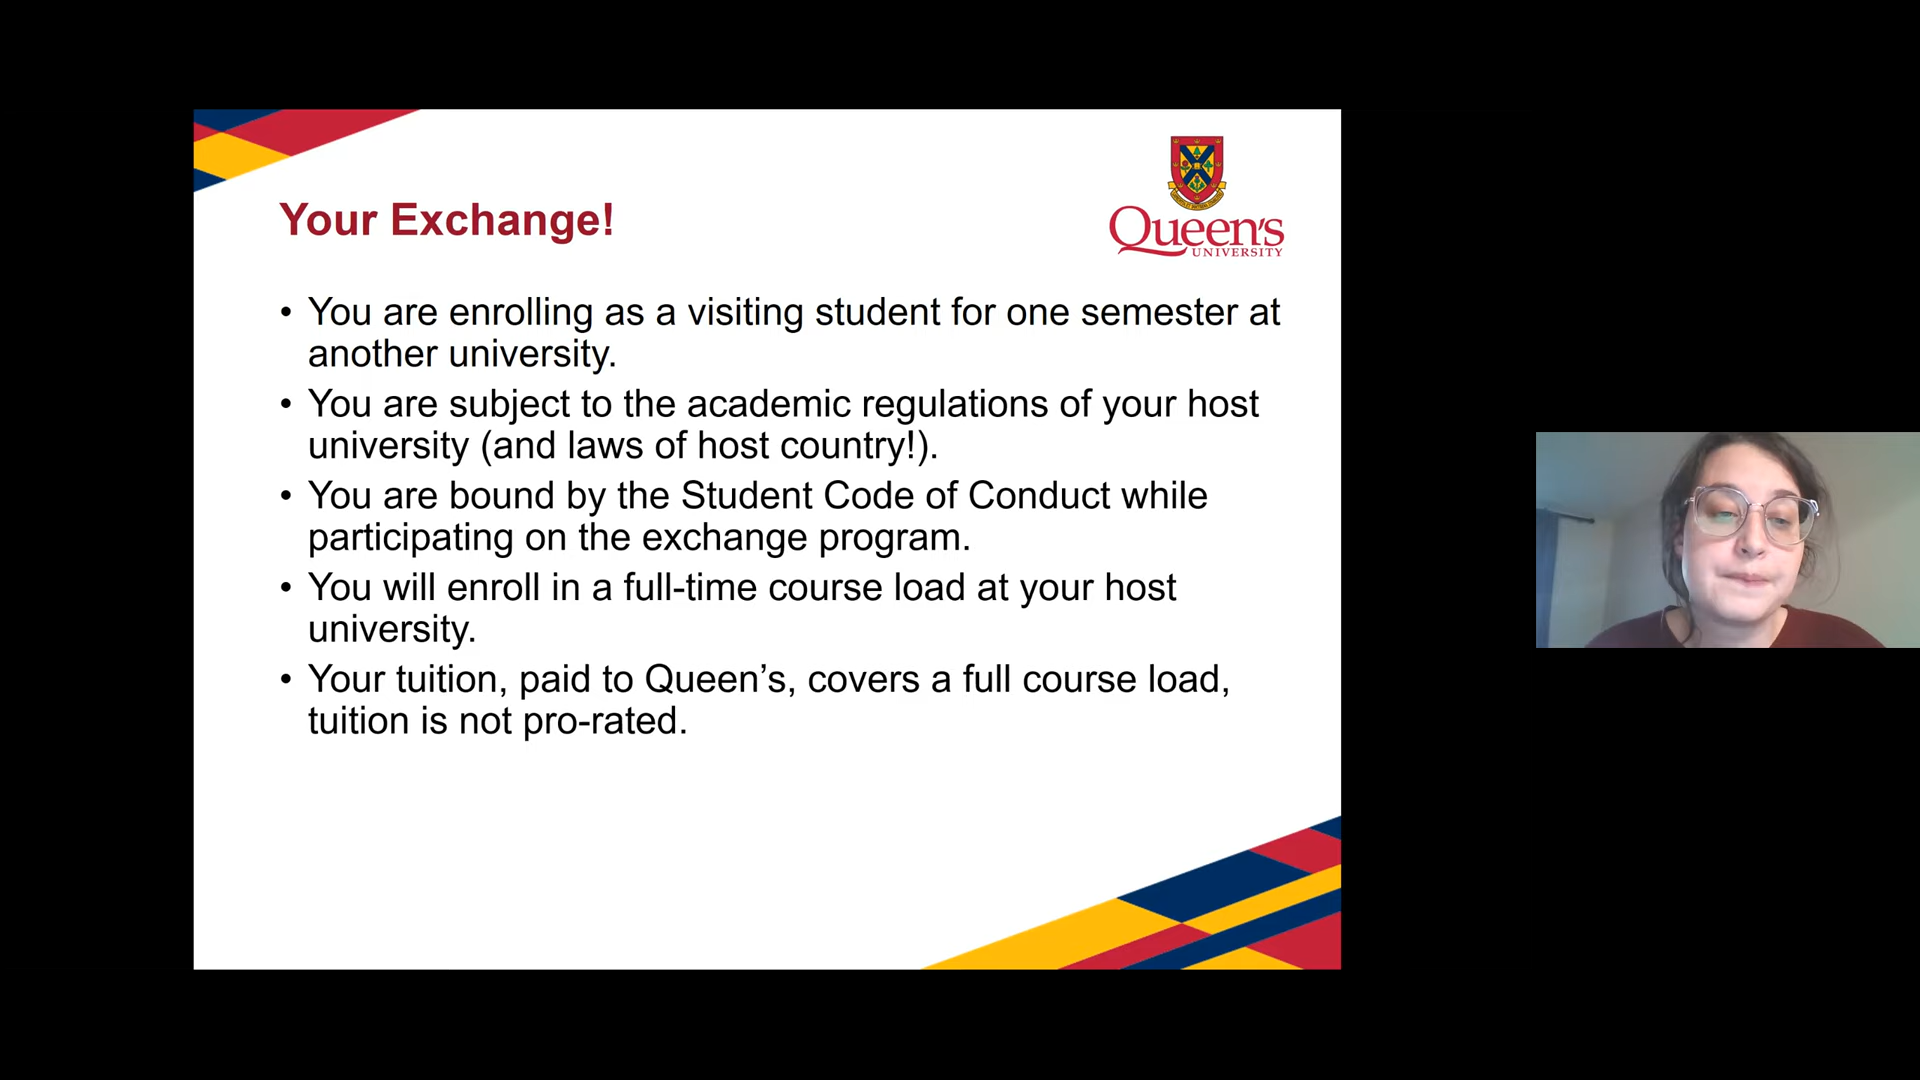 Queen's
UNIVERSITY
Your Exchange!
• You are enrolling as a visiting student for one semester at
another university.
• You are subject to the academic regulations of your host
university (and laws of host country!).
• You are bound by the Student Code of Conduct while
participating on the exchange program.
• You will enroll in a full-time course load at your host
university.
• Your tuition, paid to Queen’s, covers a full course load,
tuition is not pro-rated.